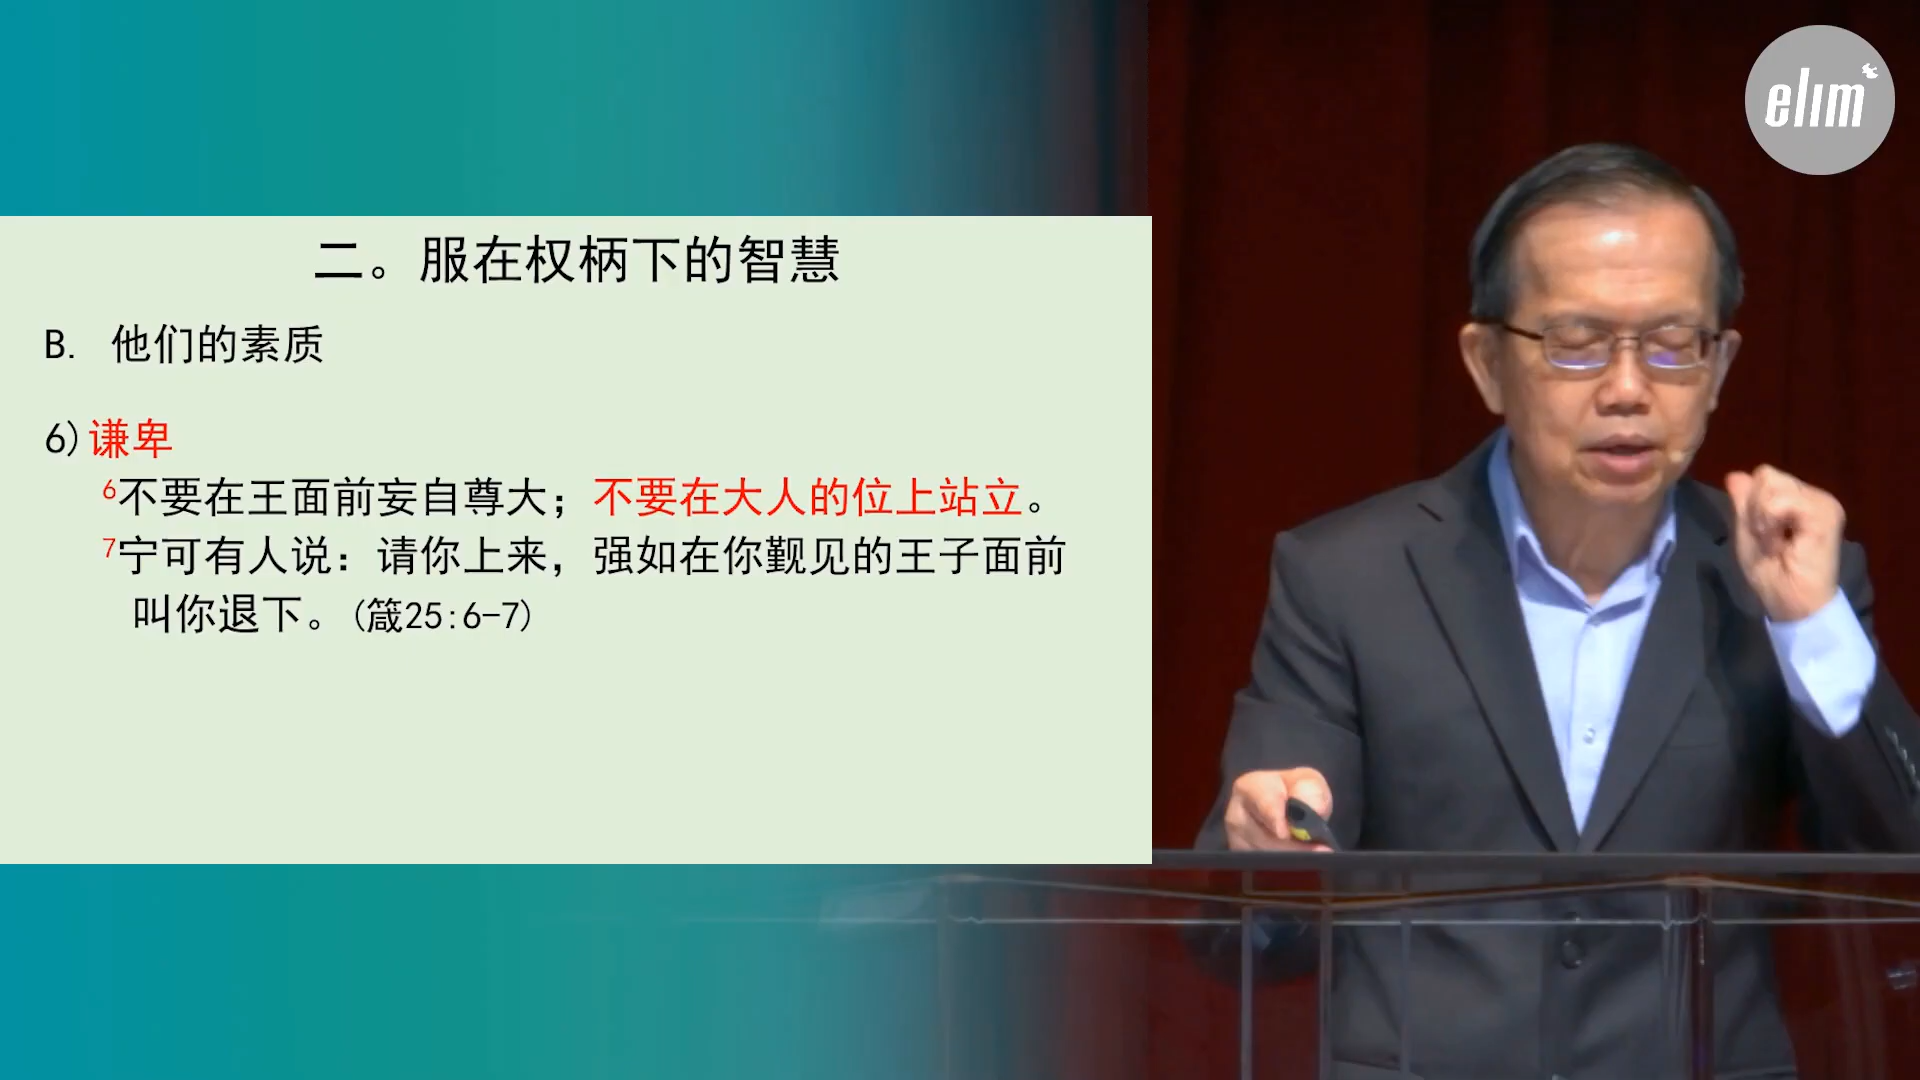 elim
二。服在权柄下的智慧
B. 他们的素质
6)谦卑
6不要在王面前妄自尊大；不要在大人的位上站立。
7宁可有人说：请你上来，强如在你觐见的王子面前
叫你退下。(箴25:6-7)